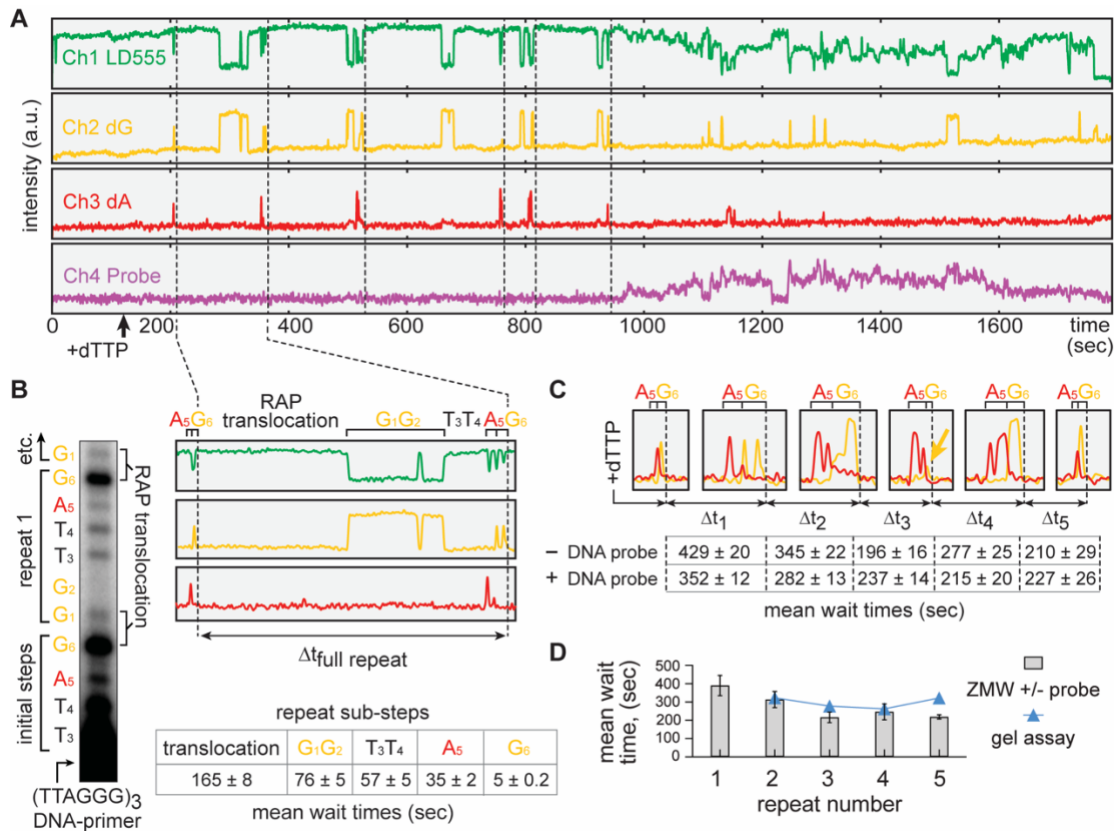 A
Ch1 LD555
Ch2 dG
Ch3 dA
Ch4 Probe
intensity (a.u.)
0 200 400 600 800 1000 1200 1400 1600 time
(sec)
+dTTP
B
etc.
repeat 1
initial steps
G1
G6
A5
T4
T3
G2
G1
G6
A5
T4
T3
RAP translocation
(TTAGGG)3
DNA-primer
A5G6 RAP translocation G1G2 T3T4 A5G6
Δtfull repeat
repeat sub-steps
translocation G1G2 T3T4 A5 G6
165 ± 8 76 ± 5 57 ± 5 35 ± 2 5 ± 0.2
mean wait times (sec)
C
A5G6 A5G6 A5G6 A5G6 A5G6 A5G6
+dTTP
Δt1 Δt2 Δt3 Δt4 Δt5
− DNA probe 429 ± 20 345 ± 22 196 ± 16 277 ± 25 210 ± 29
+ DNA probe 352 ± 12 282 ± 13 237 ± 14 215 ± 20 227 ± 26
mean wait times (sec)
D
mean wait
time, (sec)
500
400
300
200
100
0
1 2 3 4 5
repeat number
ZMW +/- probe
gel assay